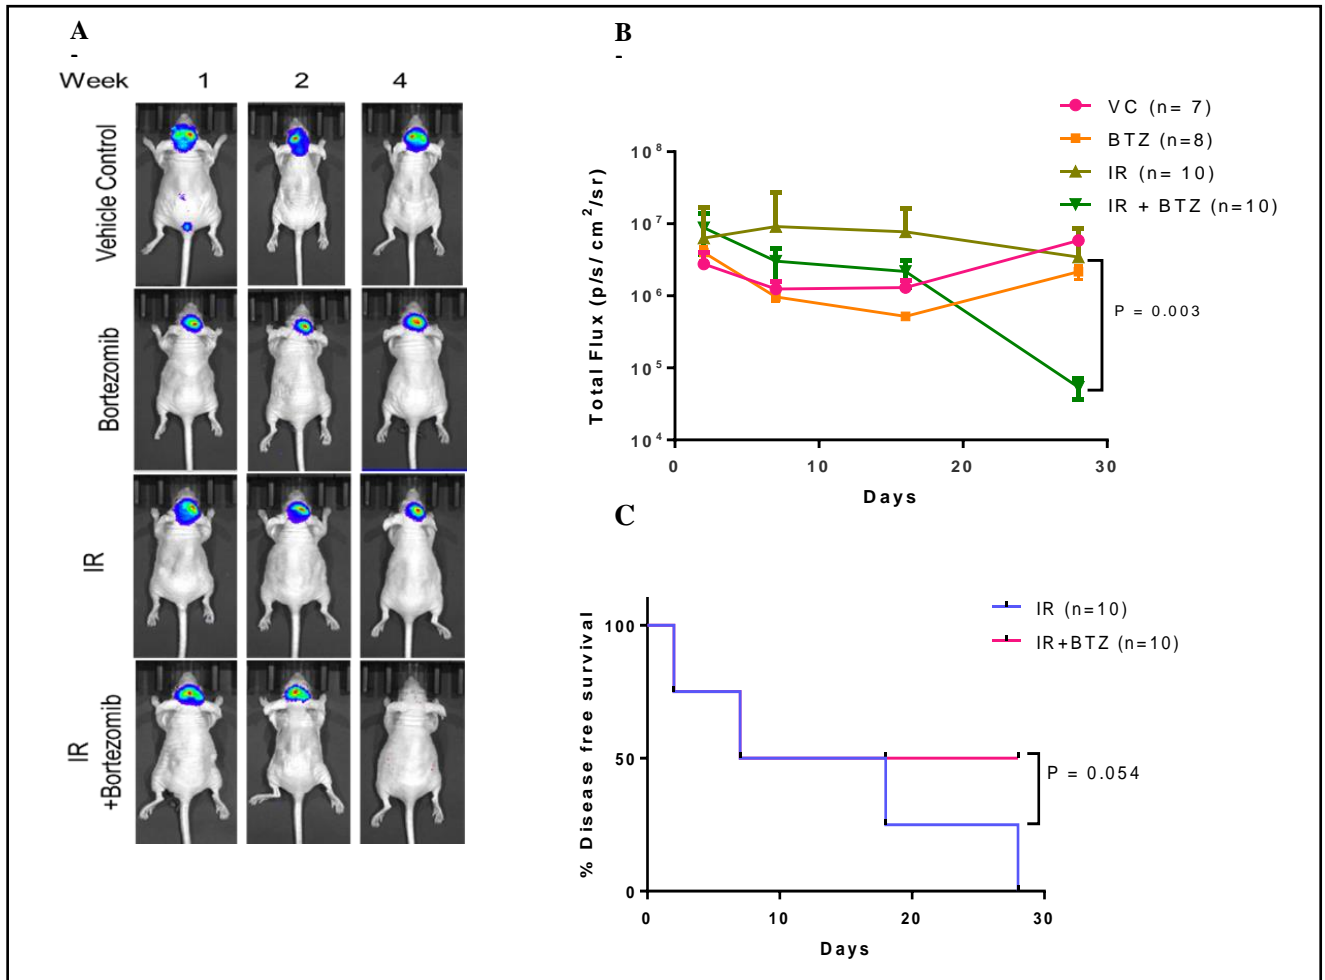 A
-
Week 1 2 4
Vehicle Control
Bortezomib
IR
IR
+Bortezomib
B
-
VC (n= 7)
BTZ (n=8)
IR (n= 10)
IR + BTZ (n=10)
Total Flux (p/s/ cm²/sr)
10⁸
10⁷
10⁶
10⁵
10⁴
P = 0.003
0 10 20 30
Days
C
IR (n=10)
IR+BTZ (n=10)
% Disease free survival
100
50
0
P = 0.054
0 10 20 30
Days